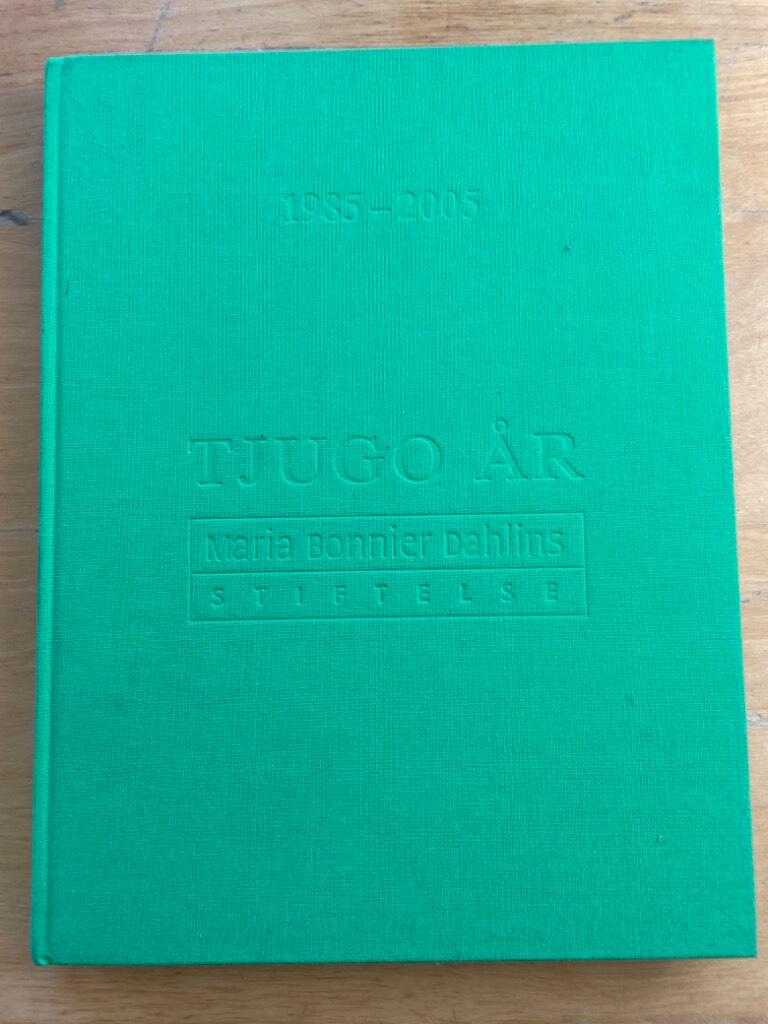 1985–2005
TJUGO ÅR
Maria Bonnier Dahlins
STIFTELSE